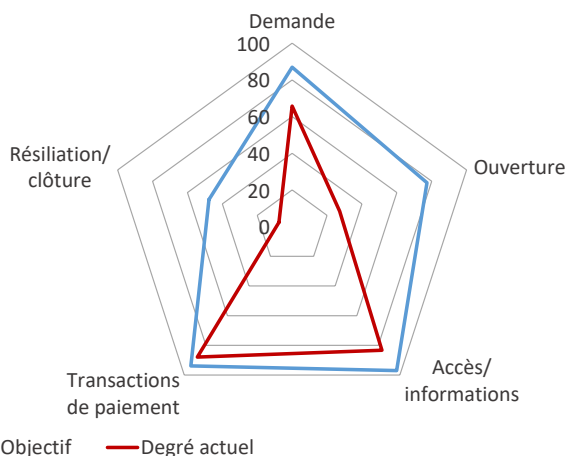 Demande
100
80
60
40
20
0
Résiliation/
clôture
Ouverture
Transactions
de paiement
Accès/
informations
Objectif
Degré actuel